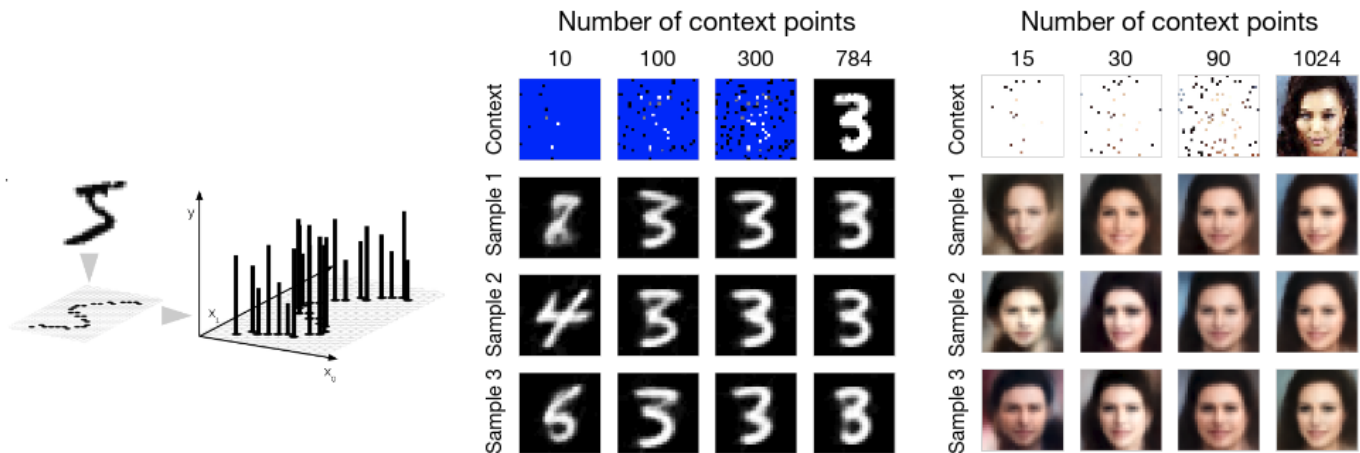 y
x₁
x₀
Number of context points
10 100 300 784
Context
Sample 1
Sample 2
Sample 3
Number of context points
15 30 90 1024
Context
Sample 1
Sample 2
Sample 3